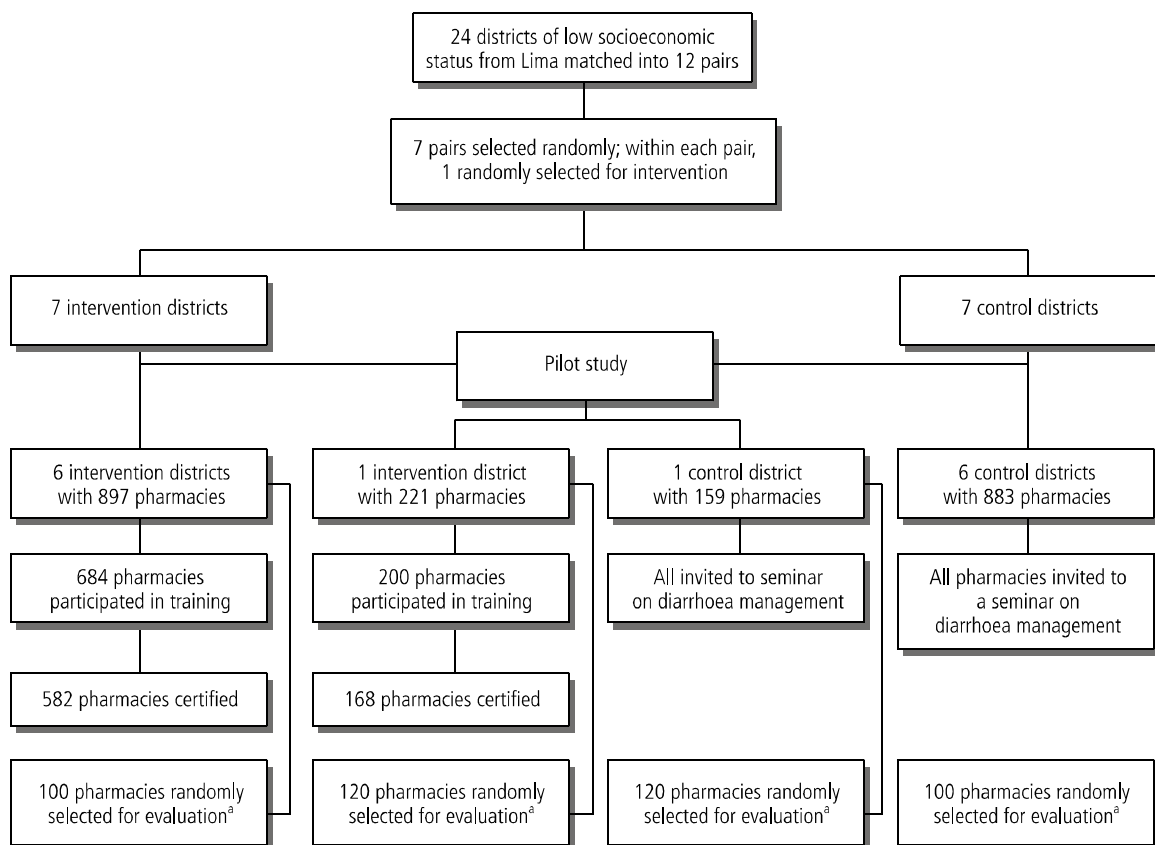 24 districts of low socioeconomic
status from Lima matched into 12 pairs
7 pairs selected randomly; within each pair,
1 randomly selected for intervention
7 intervention districts
7 control districts
Pilot study
6 intervention districts
with 897 pharmacies
1 intervention district
with 221 pharmacies
1 control district
with 159 pharmacies
6 control districts
with 883 pharmacies
684 pharmacies
participated in training
200 pharmacies
participated in training
All invited to seminar
on diarrhoea management
All pharmacies invited to
a seminar on
diarrhoea management
582 pharmacies certified
168 pharmacies certified
100 pharmacies randomly
selected for evaluationᵃ
120 pharmacies randomly
selected for evaluationᵃ
120 pharmacies randomly
selected for evaluationᵃ
100 pharmacies randomly
selected for evaluationᵃ